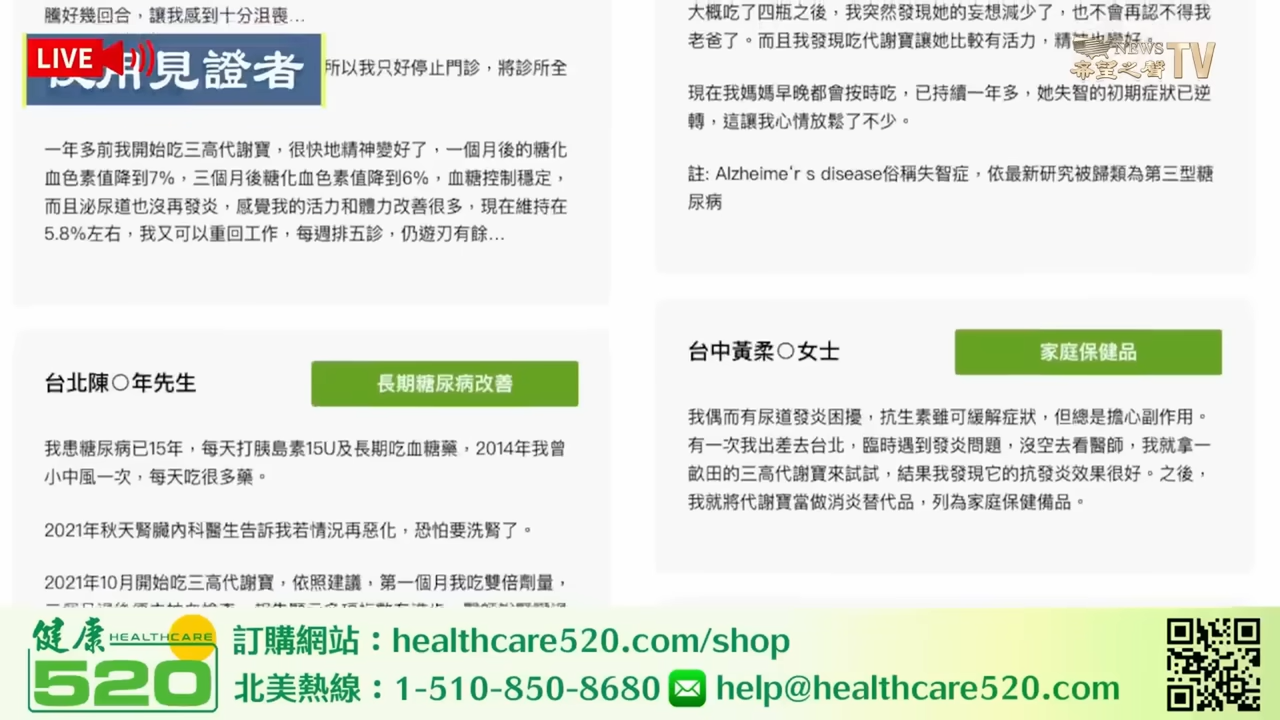 騰好幾回合，讓我感到十分沮喪...
LIVE
使用見證者
所以我只好停止門診，將診所全
一年多前我開始吃三高代謝寶，很快地精神變好了，一個月後的糖化
血色素值降到7%，三個月後糖化血色素值降到6%，血糖控制穩定，
而且泌尿道也沒再發炎，感覺我的活力和體力改善很多，現在維持在
5.8%左右，我又可以重回工作，每週排五診，仍遊刃有餘...
台北陳○年先生
長期糖尿病改善
我患糖尿病已15年，每天打胰島素15U及長期吃血糖藥，2014年我曾
小中風一次，每天吃很多藥。
2021年秋天腎臟內科醫生告訴我若情況再惡化，恐怕要洗腎了。
2021年10月開始吃三高代謝寶，依照建議，第一個月我吃雙倍劑量，
大概吃了四瓶之後，我突然發現她的妄想減少了，也不會再認不得我
老爸了。而且我發現吃代謝寶讓她比較有活力，精神也變好。
NEWS
希望之聲TV
現在我媽媽早晚都會按時吃，已持續一年多，她失智的初期症狀已逆
轉，這讓我心情放鬆了不少。
註: Alzheime'r s disease俗稱失智症，依最新研究被歸類為第三型糖
尿病
台中黃柔○女士
家庭保健品
我偶而有尿道發炎困擾，抗生素雖可緩解症狀，但總是擔心副作用。
有一次我出差去台北，臨時遇到發炎問題，沒空去看醫師，我就拿一
畝田的三高代謝寶來試試，結果我發現它的抗發炎效果很好。之後，
我就將代謝寶當做消炎替代品，列為家庭保健備品。
健康 HEALTHCARE
520
訂購網站：healthcare520.com/shop
北美熱線：1-510-850-8680 help@healthcare520.com